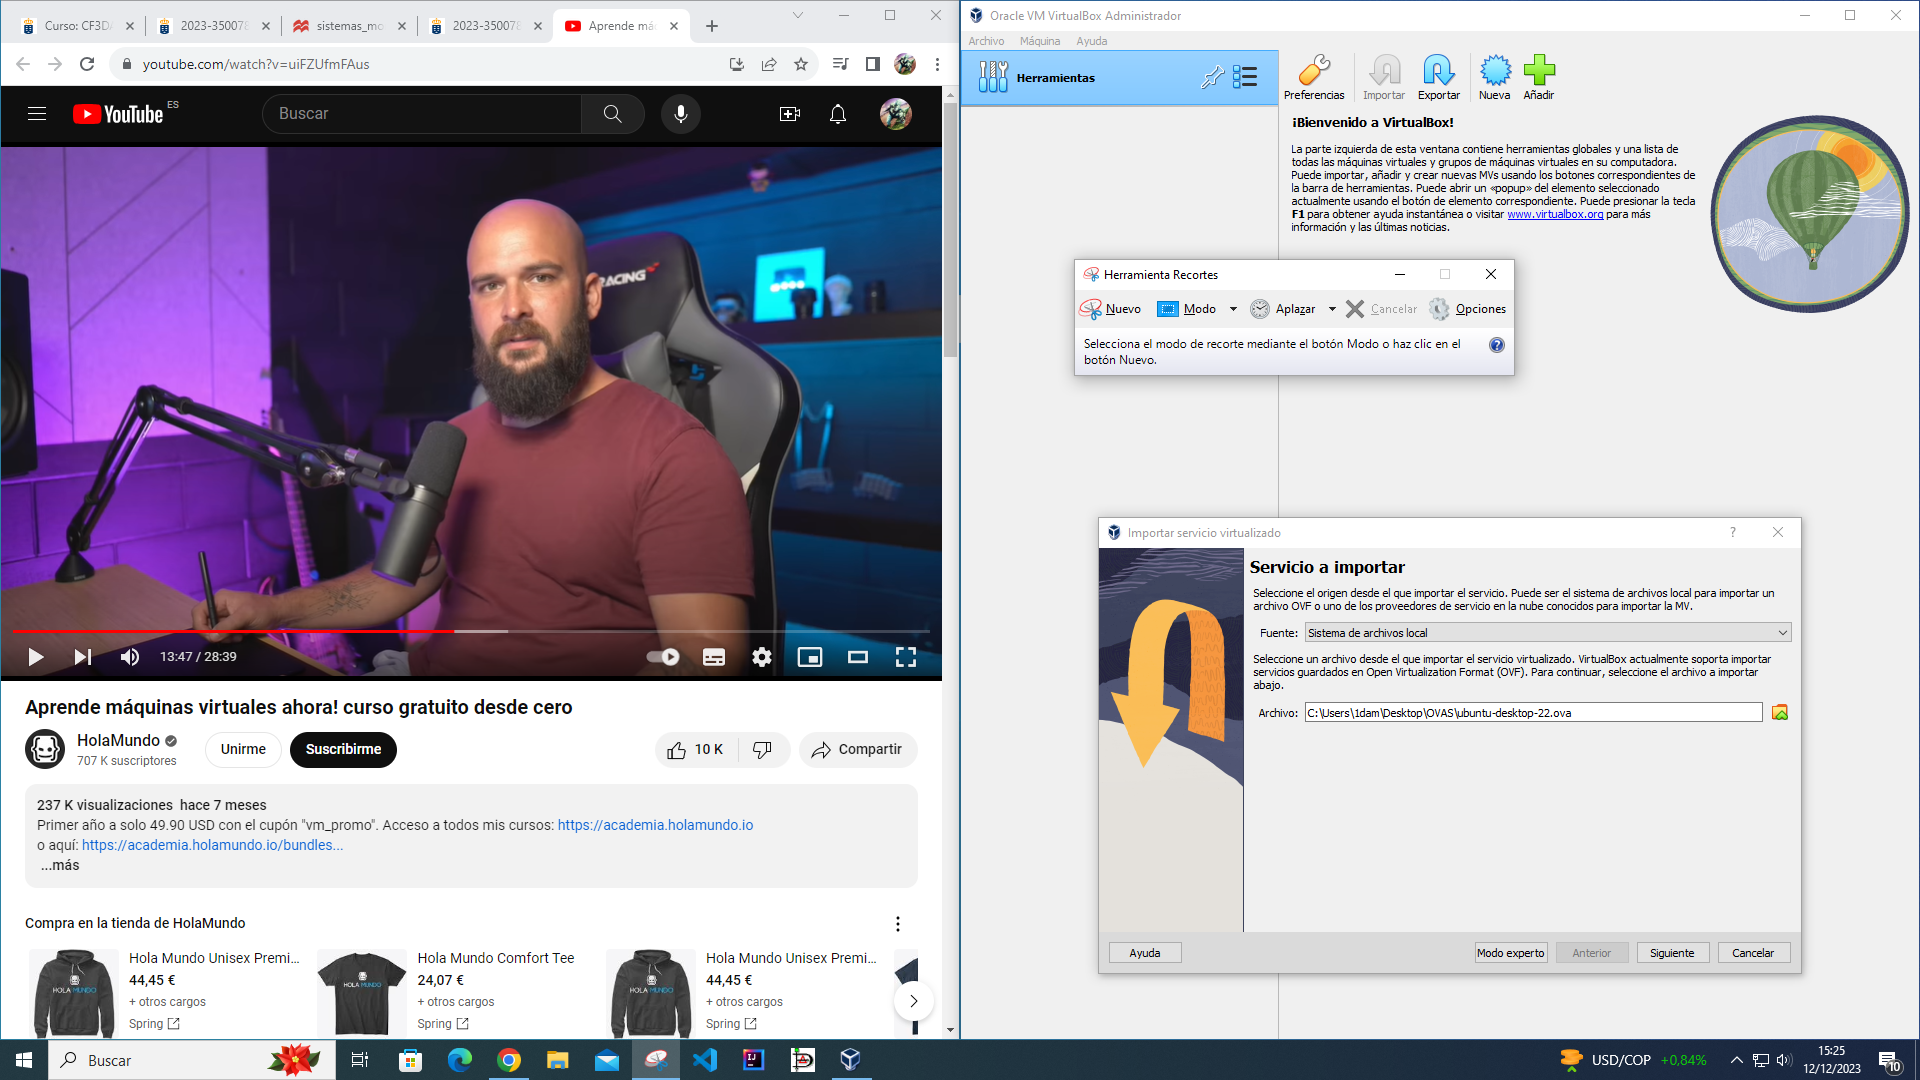 Curso: CF3DA
2023-350078
sistemas_mo
2023-350078
Aprende má
youtube.com/watch?v=uiFZUfmFAus
YouTube ES
Buscar
RACING
13:47 / 28:39
Aprende máquinas virtuales ahora! curso gratuito desde cero
HolaMundo
707 K suscriptores
Unirme
Suscribirme
10 K
Compartir
237 K visualizaciones hace 7 meses
Primer año a solo 49.90 USD con el cupón "vm_promo". Acceso a todos mis cursos: https://academia.holamundo.io
o aquí: https://academia.holamundo.io/bundles...
...más
Compra en la tienda de HolaMundo
HOLA MUNDO
Hola Mundo Unisex Premi...
44,45 €
+ otros cargos
Spring
HOLA MUNDO
Hola Mundo Comfort Tee
24,07 €
+ otros cargos
Spring
HOLA MUNDO
Hola Mundo Unisex Premi...
44,45 €
+ otros cargos
Spring
Oracle VM VirtualBox Administrador
Archivo Máquina Ayuda
Herramientas
Preferencias
Importar
Exportar
Nueva
Añadir
¡Bienvenido a VirtualBox!
La parte izquierda de esta ventana contiene herramientas globales y una lista de
todas las máquinas virtuales y grupos de máquinas virtuales en su computadora.
Puede importar, añadir y crear nuevas MVs usando los botones correspondientes de
la barra de herramientas. Puede abrir un «popup» del elemento seleccionado
actualmente usando el botón de elemento correspondiente. Puede presionar la tecla
F1 para obtener ayuda instantánea o visitar www.virtualbox.org para más
información y las últimas noticias.
Herramienta Recortes
Nuevo
Modo
Aplazar
Cancelar
Opciones
Selecciona el modo de recorte mediante el botón Modo o haz clic en el
botón Nuevo.
Importar servicio virtualizado
Servicio a importar
Seleccione el origen desde el que importar el servicio. Puede ser el sistema de archivos local para importar un
archivo OVF o uno de los proveedores de servicio en la nube conocidos para importar la MV.
Fuente: Sistema de archivos local
Seleccione un archivo desde el que importar el servicio virtualizado. VirtualBox actualmente soporta importar
servicios guardados en Open Virtualization Format (OVF). Para continuar, seleccione el archivo a importar
abajo.
Archivo: C:\Users\1dam\Desktop\OVAS\ubuntu-desktop-22.ova
Ayuda
Modo experto
Anterior
Siguiente
Cancelar
Buscar
USD/COP +0,84%
15:25
12/12/2023
10